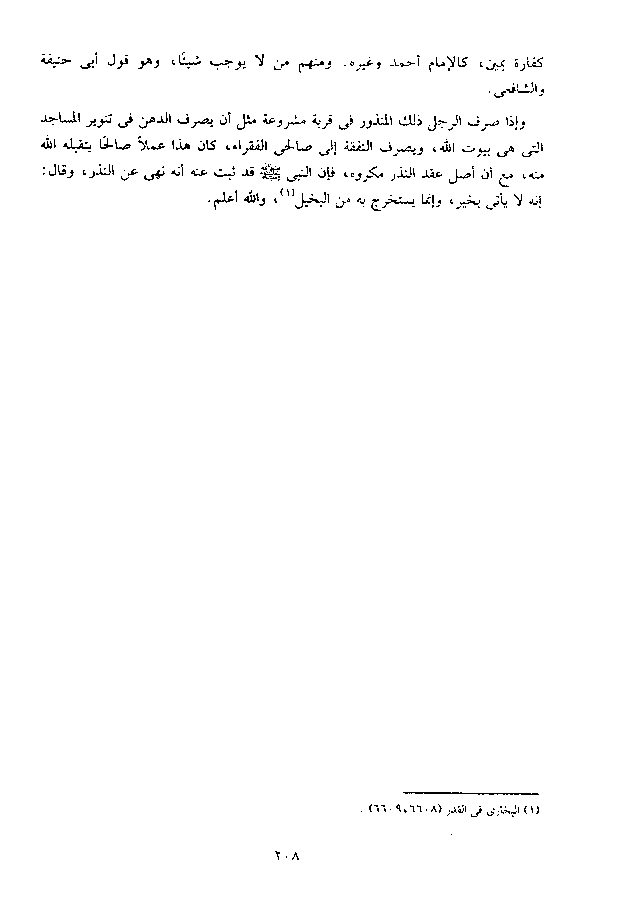 كفارة يمين، كالإمام أحمد وغيره. ومنهم من لا يوجب شيئًا، وهو قول أبى حنيفة
والشافعى.
وإذا صرف الرجل ذلك المنذور فى قربة مشروعة مثل أن يصرف الدهن فى تنوير المساجد
التى هى بيوت الله، ويصرف النفقة إلى صالحى الفقراء، كان هذا عملاً صالحًا يتقبله الله
منه، مع أن أصل عقد النذر مكروه، فإن النبى ﷺ قد ثبت عنه أنه نهى عن النذر، وقال:
إنه لا يأتى بخير، وإنما يستخرج به من البخيل(١)، والله أعلم.
(١) البخارى فى القدر (٦٦٠٨، ٦٦٠٩) .
٢٠٨